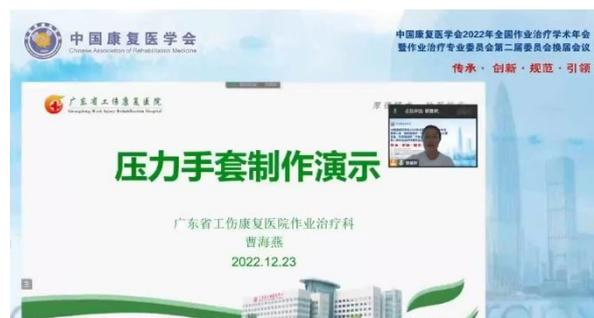 中国康复医学会
Chinese Association of Rehabilitation Medicine
中国康复医学会2022年全国作业治疗学术年会
暨作业治疗专业委员会第二届委员会换届会议
传承·创新·规范·引领
广东省工伤康复医院
Guangdong Work Injury Rehabilitation Hospital
压力手套制作演示
广东省工伤康复医院作业治疗科
曹海燕
2022.12.23